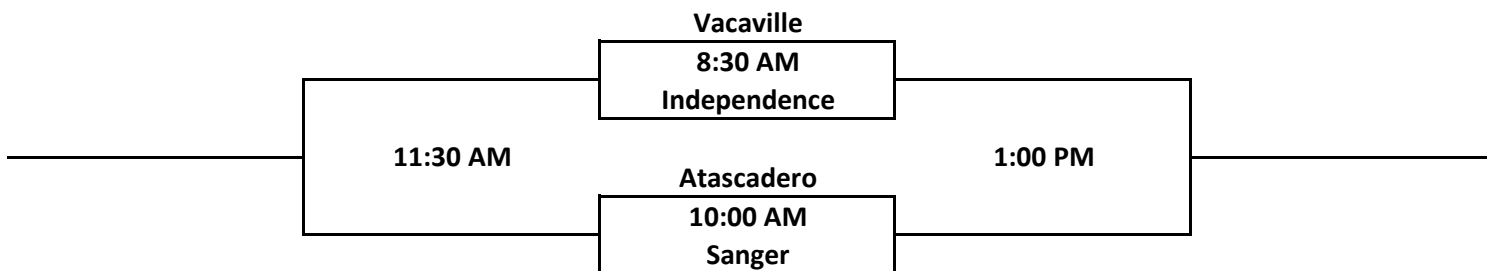 Vacaville
8:30 AM
Independence
11:30 AM
1:00 PM
Atascadero
10:00 AM
Sanger